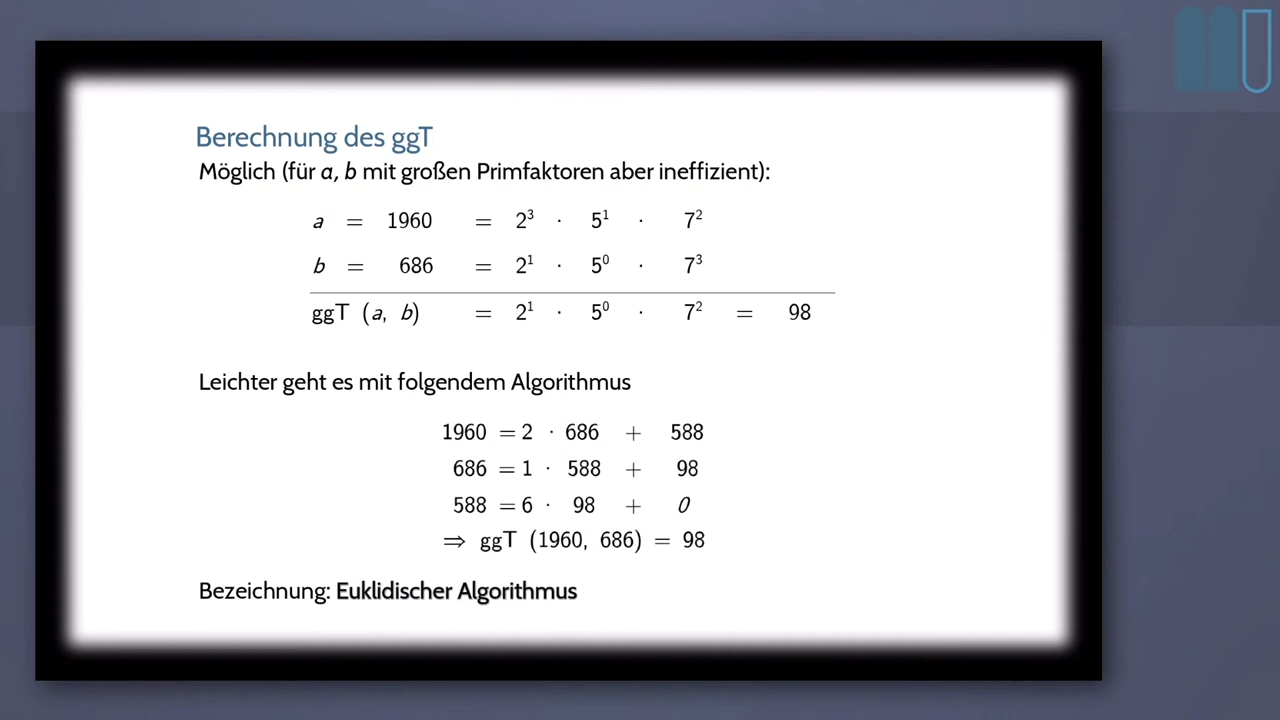 Berechnung des ggT
Möglich (für a, b mit großen Primfaktoren aber ineffizient):
a = 1960 = 2³ · 5¹ · 7²
b = 686 = 2¹ · 5⁰ · 7³
ggT (a, b) = 2¹ · 5⁰ · 7² = 98
Leichter geht es mit folgendem Algorithmus
1960 = 2 · 686 + 588
686 = 1 · 588 + 98
588 = 6 · 98 + 0
⇒ ggT (1960, 686) = 98
Bezeichnung: Euklidischer Algorithmus